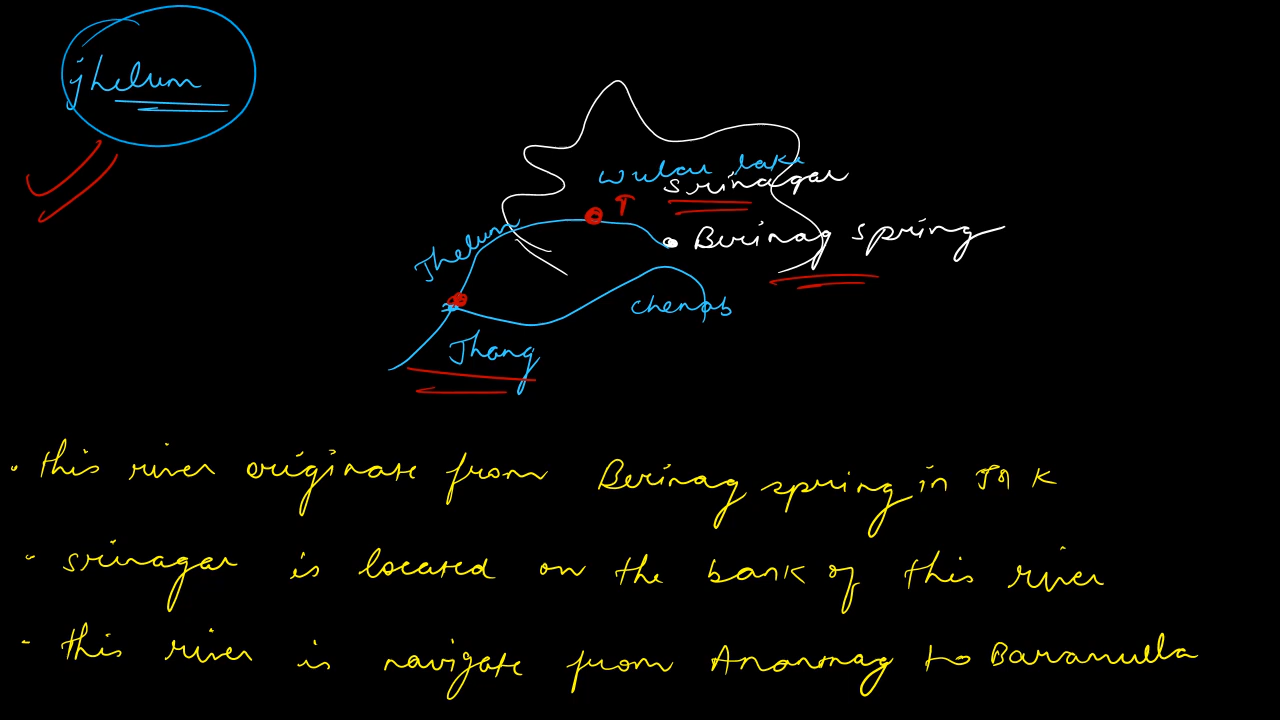 jhelum
wular lake
srinagar
Jhelum
Berinag spring
chenab
Jhang
· this river originate from Berinag spring in J & K
· srinagar is located on the bank of this river
· this river is navigate from Ananmag to Baramulla